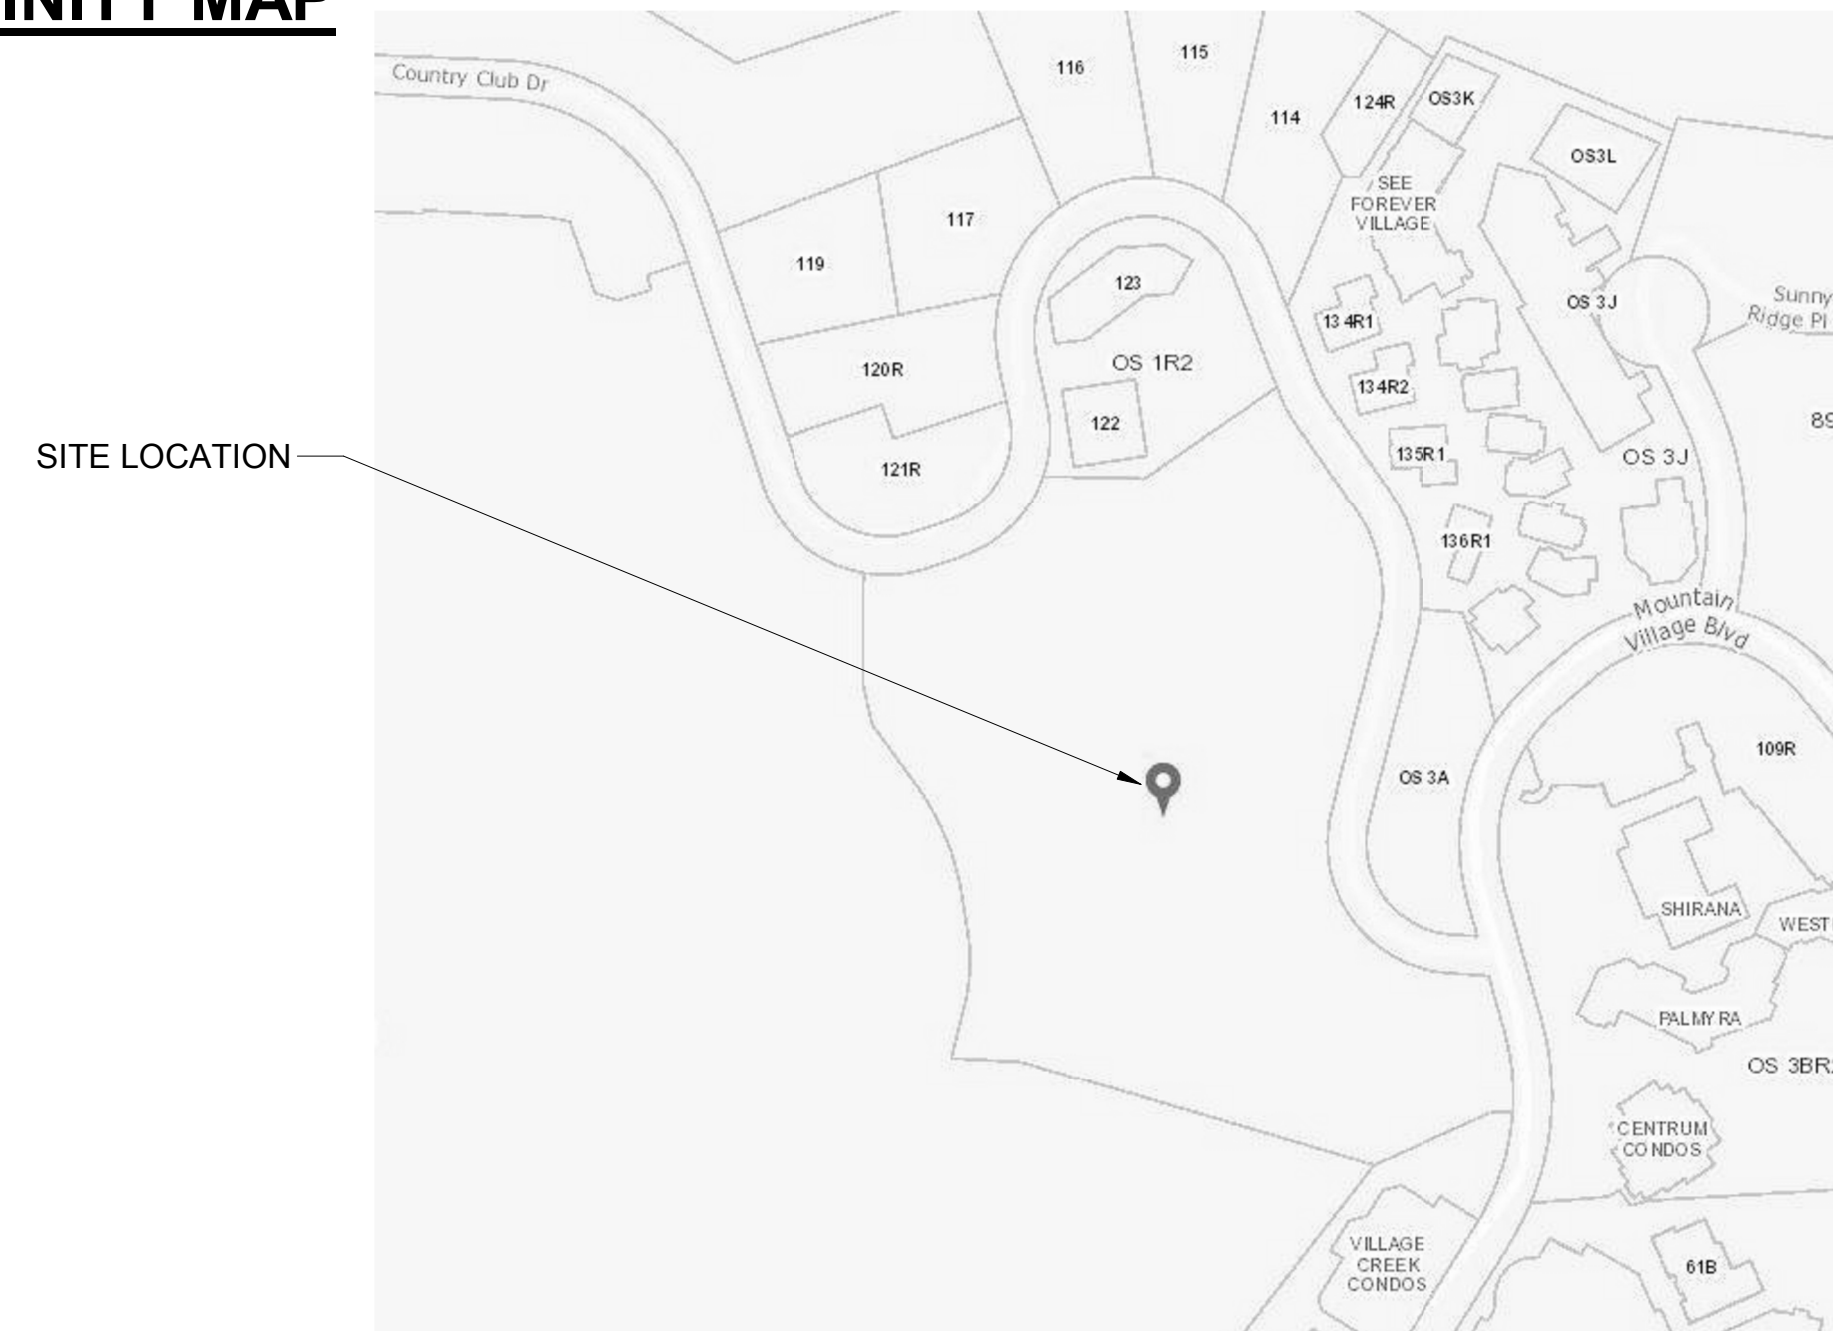 INITY MAP
Country Club Dr
116
115
114
124R
OS3K
OS3L
SEE
FOREVER
VILLAGE
117
119
123
OS 3J
Sunny
Ridge Pl
134R1
OS 1R2
120R
134R2
122
89
135R1
OS 3J
SITE LOCATION
121R
136R1
Mountain
Village Blvd
109R
OS 3A
SHIRANA
WEST
PALMYRA
OS 3BR
CENTRUM
CONDOS
VILLAGE
CREEK
CONDOS
61B